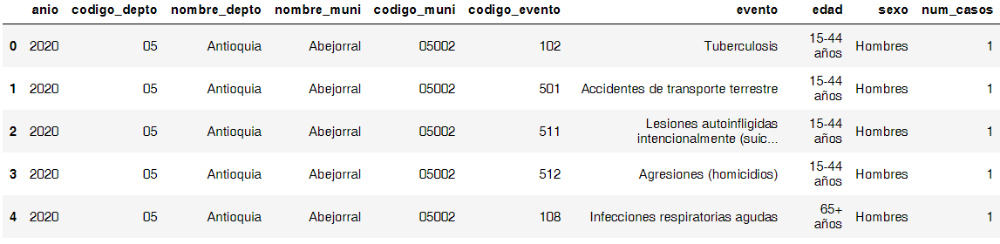 anio codigo_depto nombre_depto nombre_muni codigo_muni codigo_evento evento edad sexo num_casos
0 2020 05 Antioquia Abejorral 05002 102 Tuberculosis 15-44 años Hombres 1
1 2020 05 Antioquia Abejorral 05002 501 Accidentes de transporte terrestre 15-44 años Hombres 1
2 2020 05 Antioquia Abejorral 05002 511 Lesiones autoinfligidas intencionalmente (suic... 15-44 años Hombres 1
3 2020 05 Antioquia Abejorral 05002 512 Agresiones (homicidios) 15-44 años Hombres 1
4 2020 05 Antioquia Abejorral 05002 108 Infecciones respiratorias agudas 65+ años Hombres 1